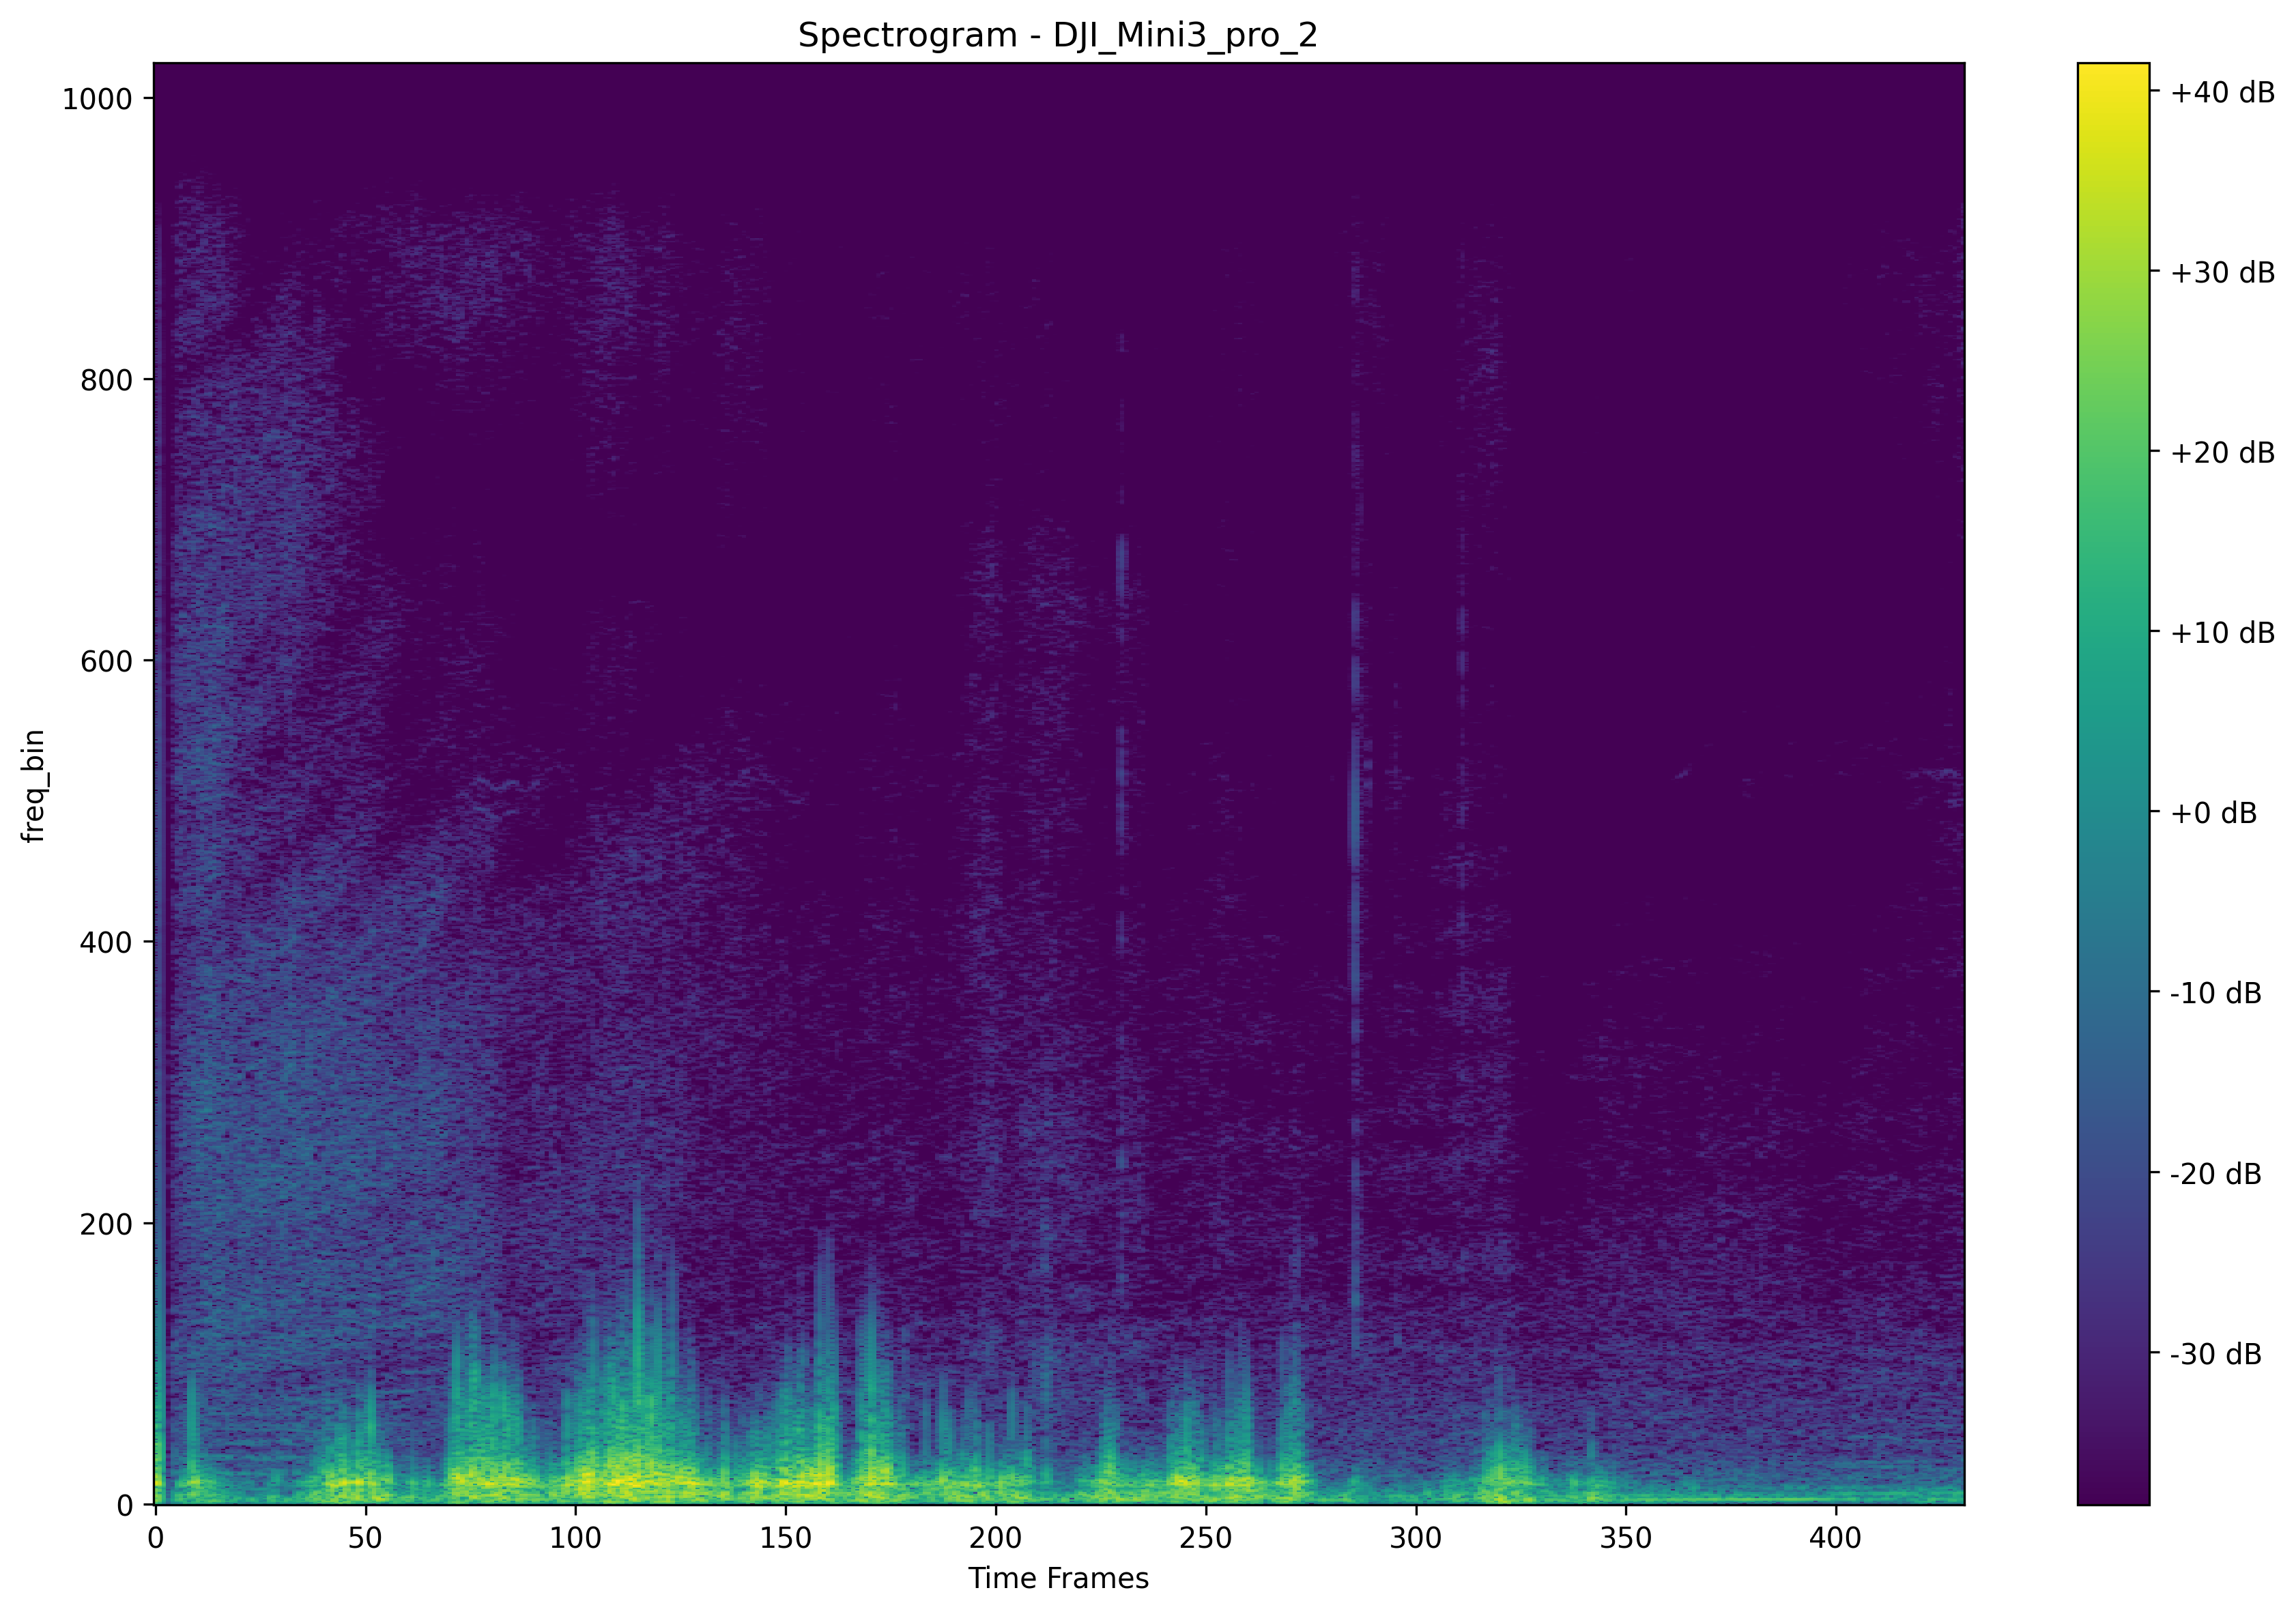 Spectrogram - DJI_Mini3_pro_2
1000
800
600
400
200
0
freq_bin
0 50 100 150 200 250 300 350 400
Time Frames
+40 dB
+30 dB
+20 dB
+10 dB
+0 dB
-10 dB
-20 dB
-30 dB